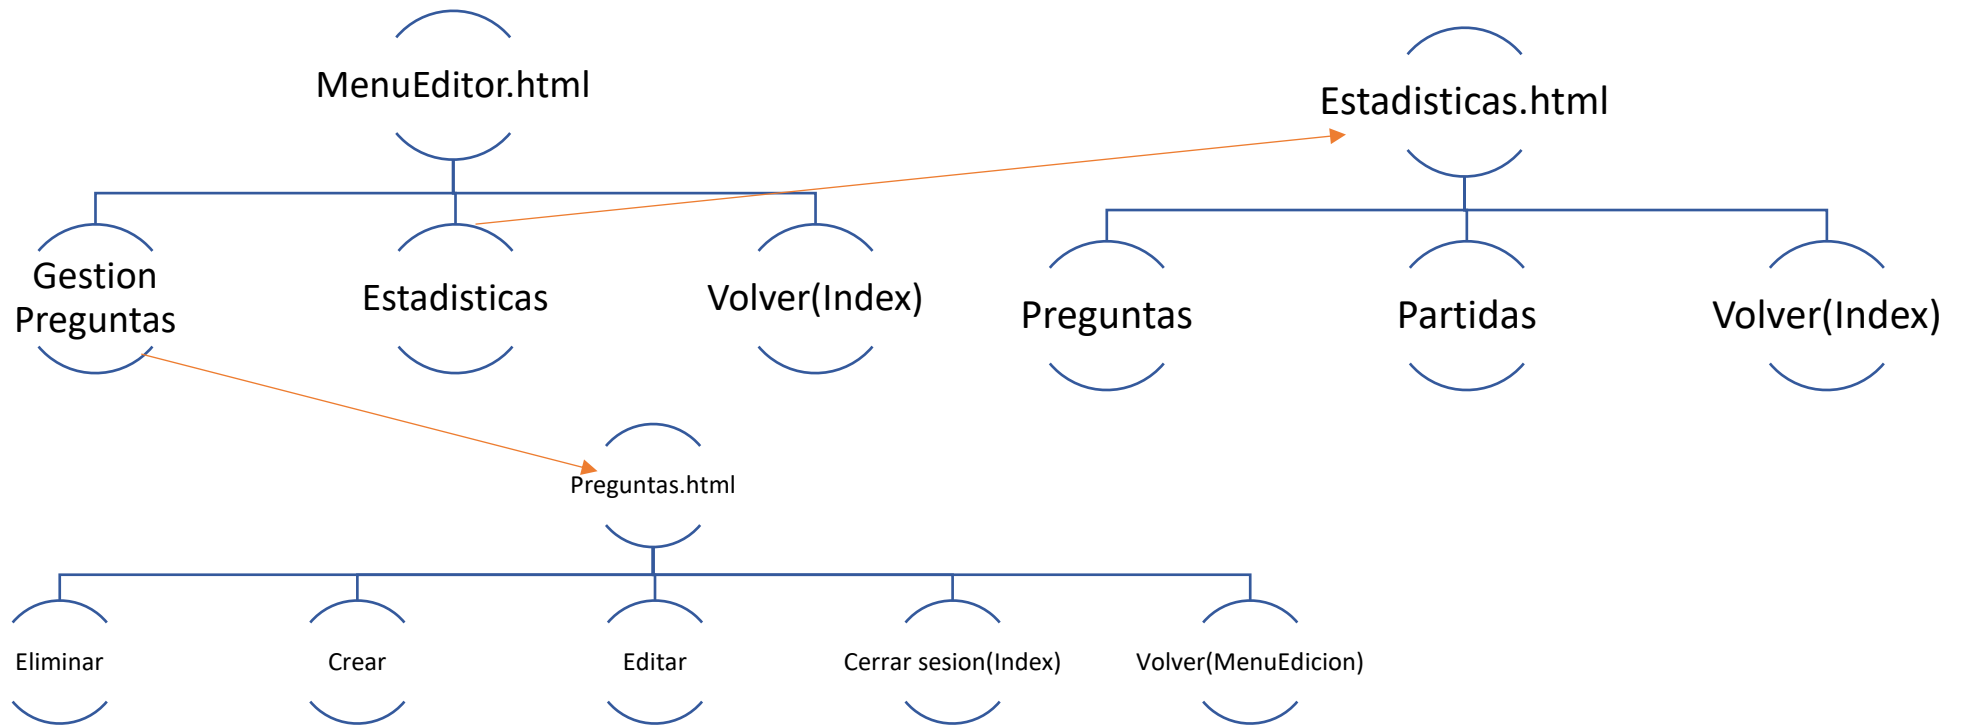 MenuEditor.html
Estadisticas.html
Gestion
Preguntas
Estadisticas
Volver(Index)
Preguntas
Partidas
Volver(Index)
Preguntas.html
Eliminar
Crear
Editar
Cerrar sesion(Index)
Volver(MenuEdicion)